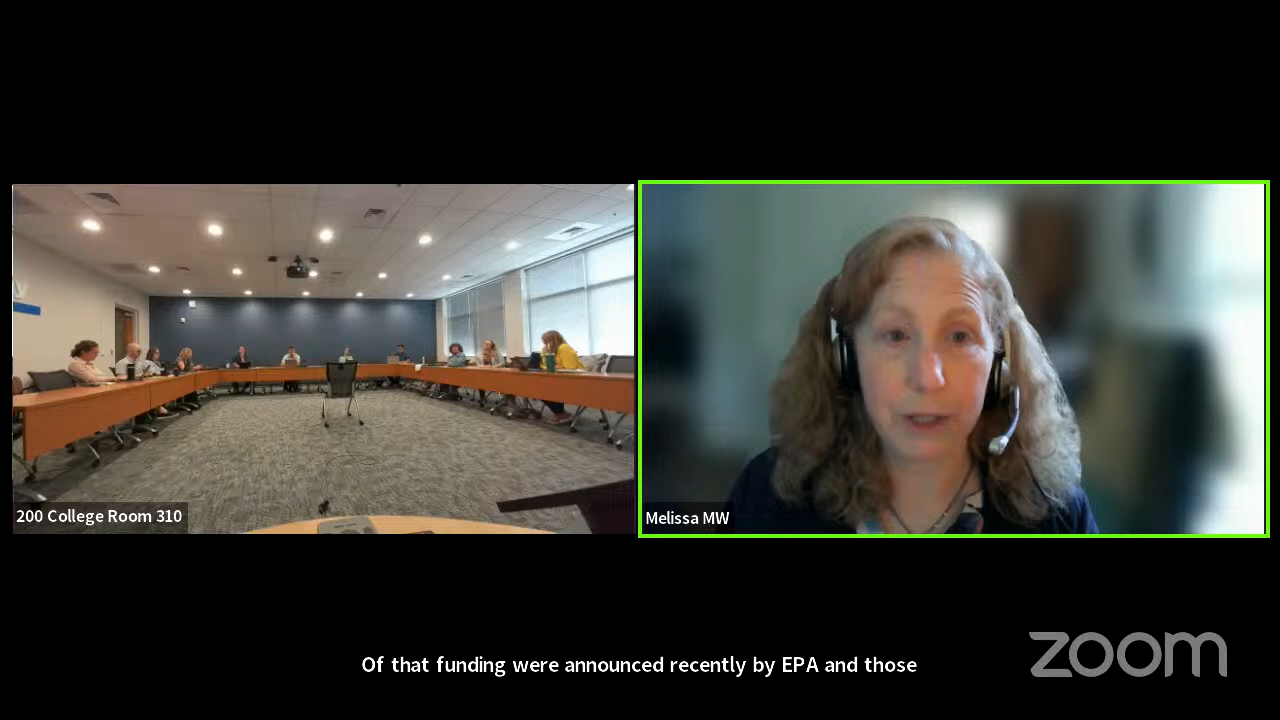 200 College Room 310
Melissa MW
Of that funding were announced recently by EPA and those
zoom